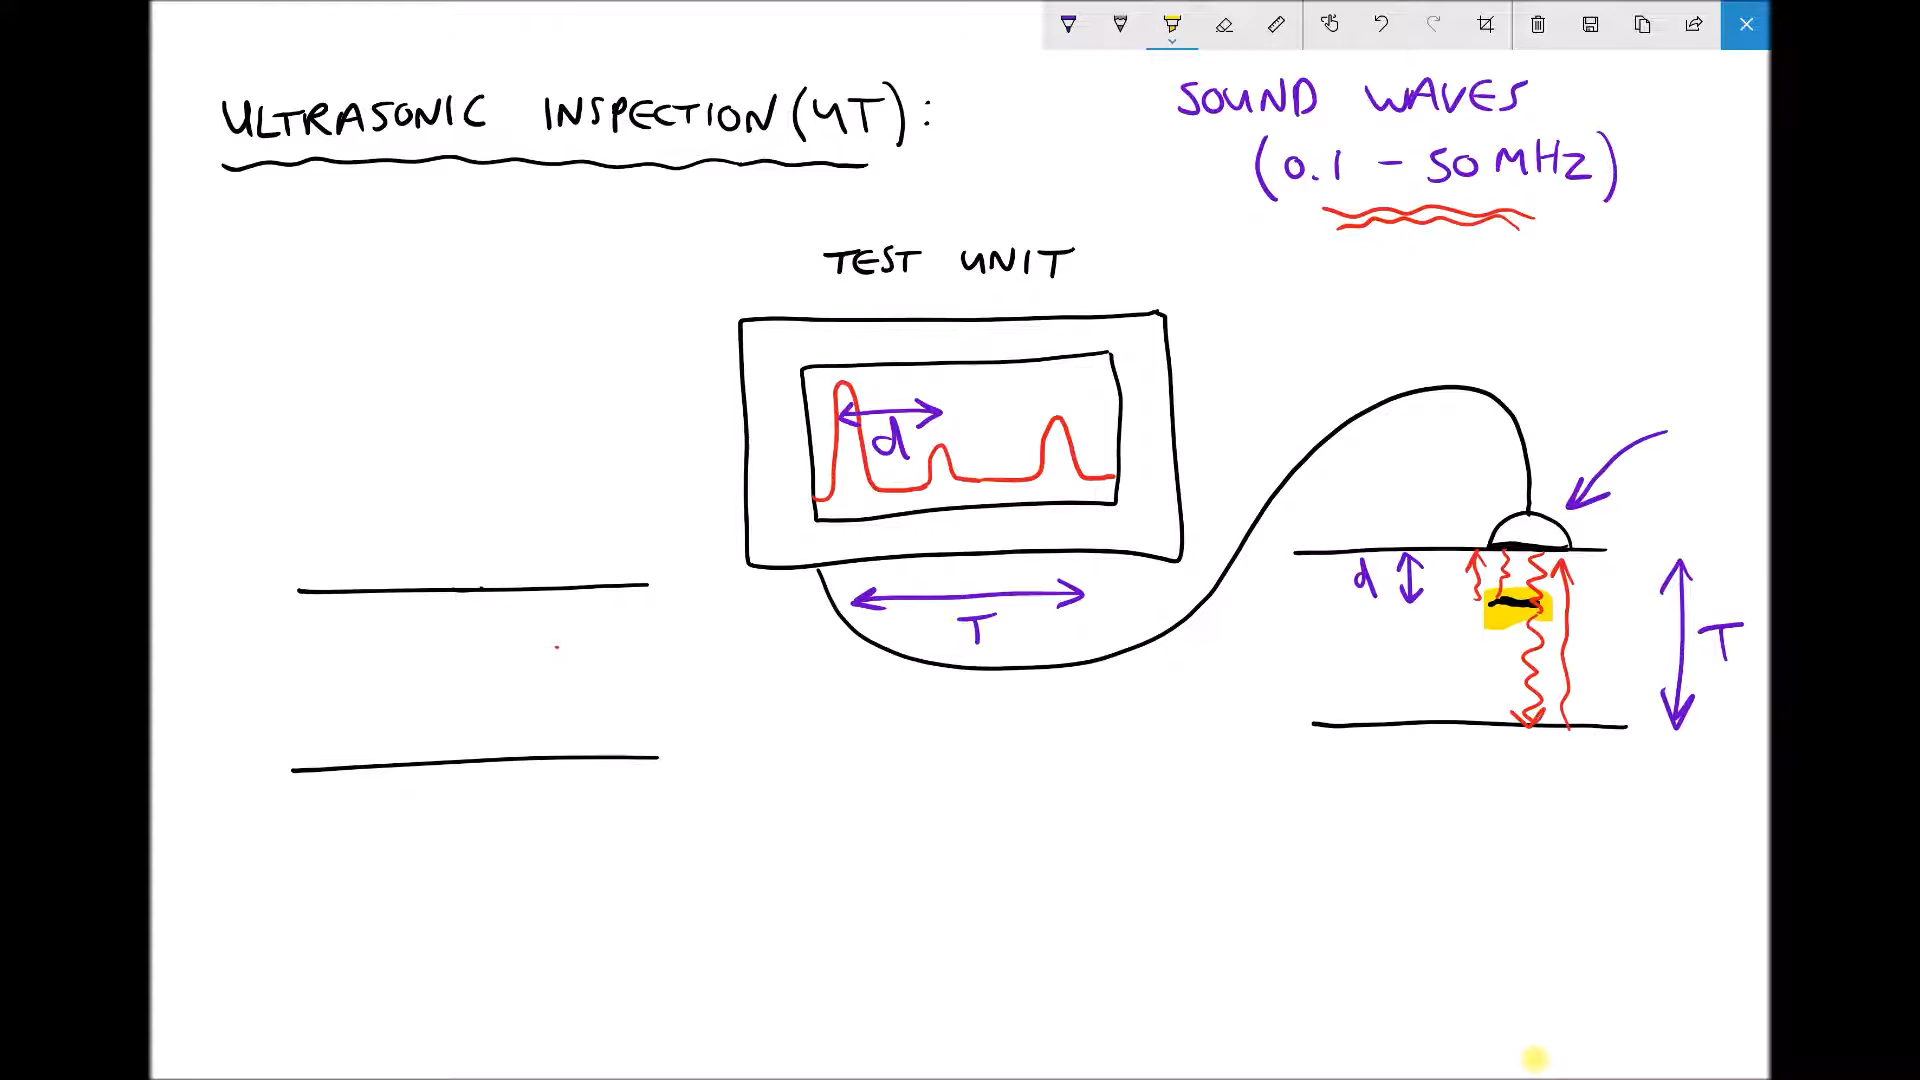 ULTRASONIC INSPECTION (UT):
SOUND WAVES
(0.1 - 50 MHZ)
TEST UNIT
d
T
d
T